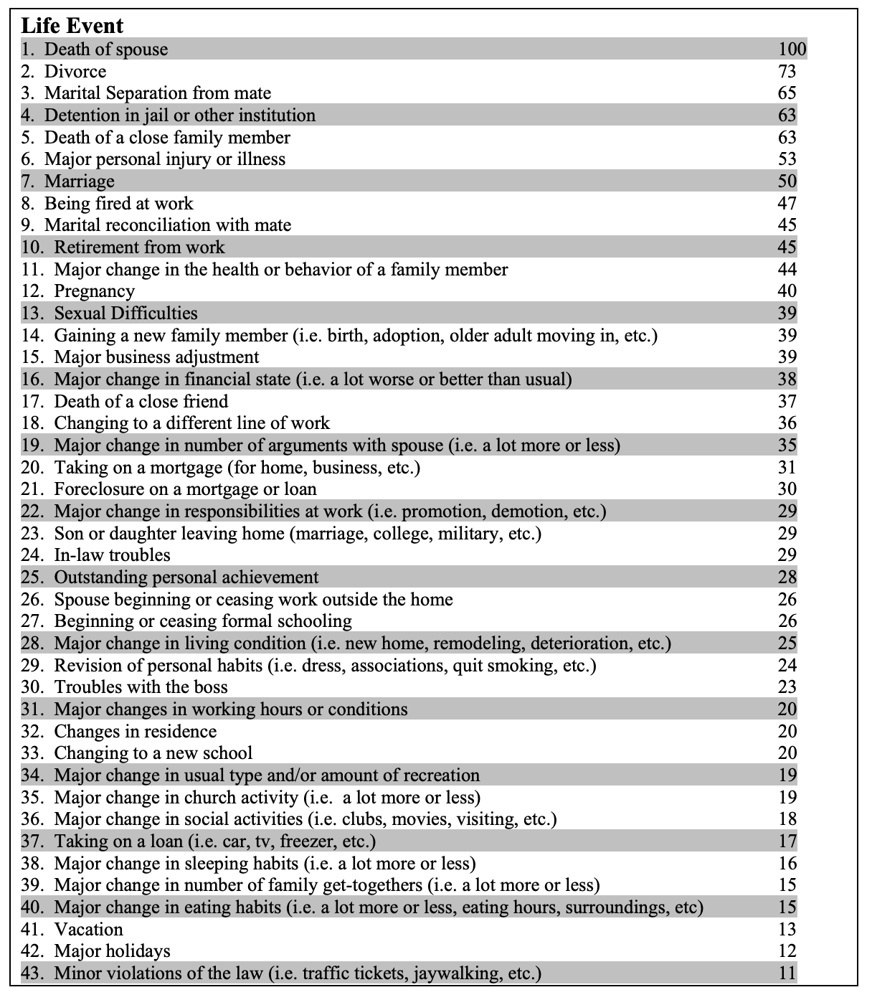 Life Event
1. Death of spouse 100
2. Divorce 73
3. Marital Separation from mate 65
4. Detention in jail or other institution 63
5. Death of a close family member 63
6. Major personal injury or illness 53
7. Marriage 50
8. Being fired at work 47
9. Marital reconciliation with mate 45
10. Retirement from work 45
11. Major change in the health or behavior of a family member 44
12. Pregnancy 40
13. Sexual Difficulties 39
14. Gaining a new family member (i.e. birth, adoption, older adult moving in, etc.) 39
15. Major business adjustment 39
16. Major change in financial state (i.e. a lot worse or better than usual) 38
17. Death of a close friend 37
18. Changing to a different line of work 36
19. Major change in number of arguments with spouse (i.e. a lot more or less) 35
20. Taking on a mortgage (for home, business, etc.) 31
21. Foreclosure on a mortgage or loan 30
22. Major change in responsibilities at work (i.e. promotion, demotion, etc.) 29
23. Son or daughter leaving home (marriage, college, military, etc.) 29
24. In-law troubles 29
25. Outstanding personal achievement 28
26. Spouse beginning or ceasing work outside the home 26
27. Beginning or ceasing formal schooling 26
28. Major change in living condition (i.e. new home, remodeling, deterioration, etc.) 25
29. Revision of personal habits (i.e. dress, associations, quit smoking, etc.) 24
30. Troubles with the boss 23
31. Major changes in working hours or conditions 20
32. Changes in residence 20
33. Changing to a new school 20
34. Major change in usual type and/or amount of recreation 19
35. Major change in church activity (i.e. a lot more or less) 19
36. Major change in social activities (i.e. clubs, movies, visiting, etc.) 18
37. Taking on a loan (i.e. car, tv, freezer, etc.) 17
38. Major change in sleeping habits (i.e. a lot more or less) 16
39. Major change in number of family get-togethers (i.e. a lot more or less) 15
40. Major change in eating habits (i.e. a lot more or less, eating hours, surroundings, etc) 15
41. Vacation 13
42. Major holidays 12
43. Minor violations of the law (i.e. traffic tickets, jaywalking, etc.) 11